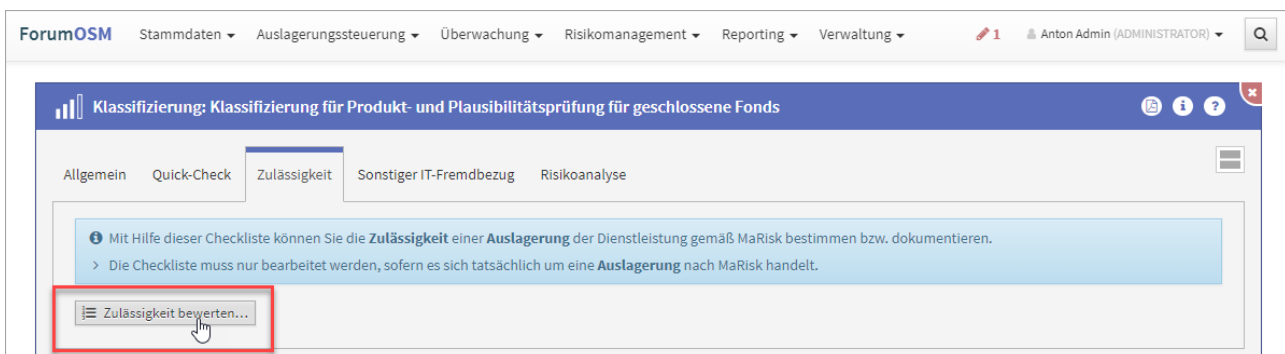 ForumOSM Stammdaten Auslagerungssteuerung Überwachung Risikomanagement Reporting Verwaltung 1 Anton Admin (ADMINISTRATOR)
Klassifizierung: Klassifizierung für Produkt- und Plausibilitätsprüfung für geschlossene Fonds
Allgemein Quick-Check Zulässigkeit Sonstiger IT-Fremdbezug Risikoanalyse
Mit Hilfe dieser Checkliste können Sie die Zulässigkeit einer Auslagerung der Dienstleistung gemäß MaRisk bestimmen bzw. dokumentieren.
> Die Checkliste muss nur bearbeitet werden, sofern es sich tatsächlich um eine Auslagerung nach MaRisk handelt.
Zulässigkeit bewerten...